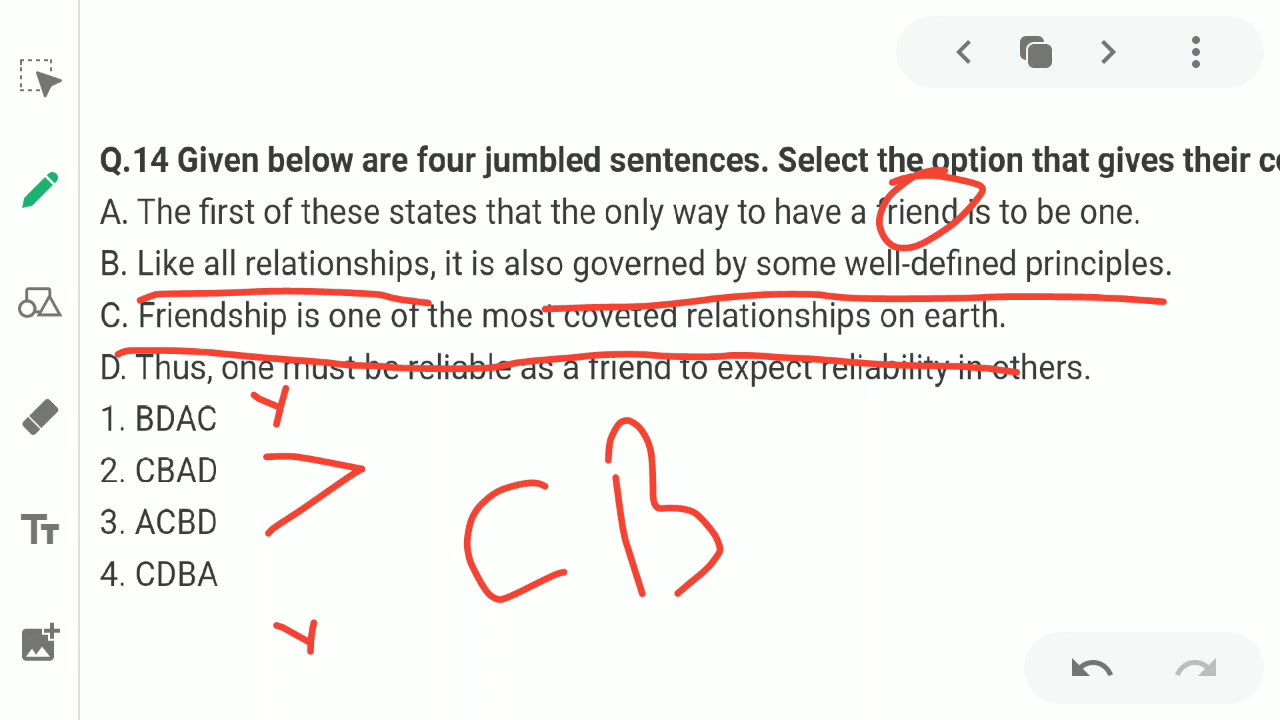 Q.14 Given below are four jumbled sentences. Select the option that gives their
A. The first of these states that the only way to have a friend is to be one.
B. Like all relationships, it is also governed by some well-defined principles.
C. Friendship is one of the most coveted relationships on earth.
D. Thus, one must be reliable as a friend to expect reliability in others.
1. BDAC
2. CBAD
3. ACBD
4. CDBA
CB
Tт